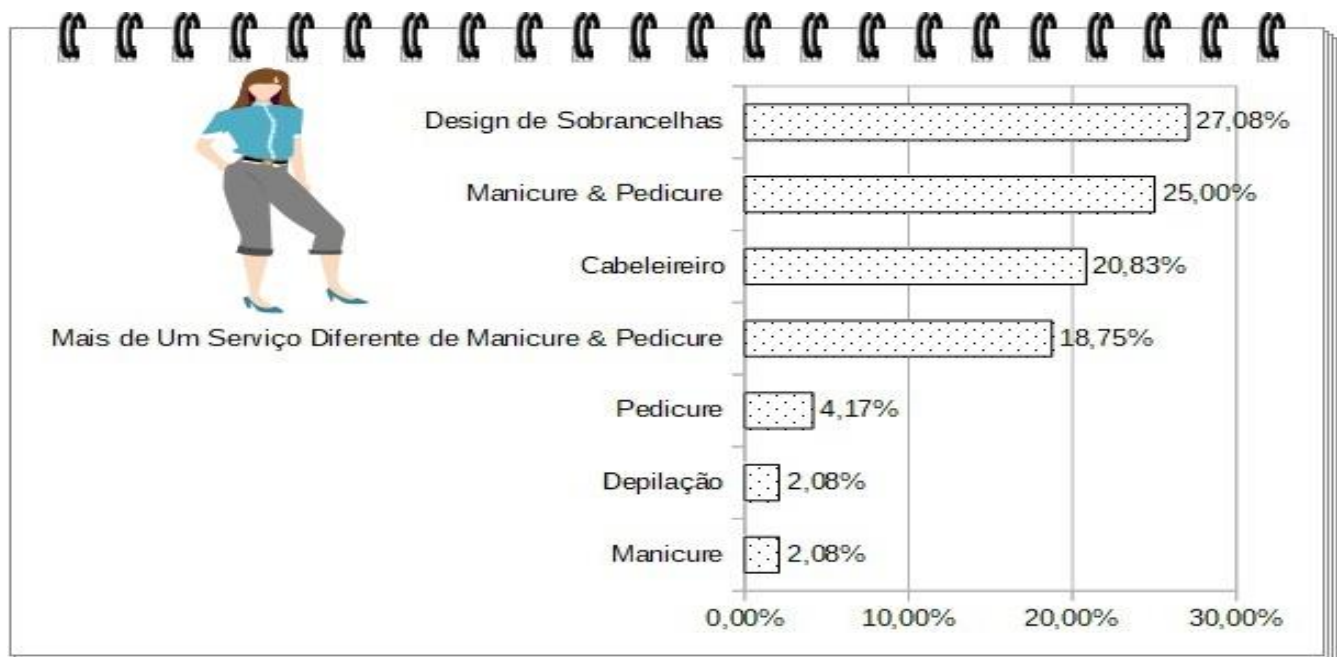 Design de Sobrancelhas 27,08%
Manicure & Pedicure 25,00%
Cabeleireiro 20,83%
Mais de Um Serviço Diferente de Manicure & Pedicure 18,75%
Pedicure 4,17%
Depilação 2,08%
Manicure 2,08%
0,00% 10,00% 20,00% 30,00%